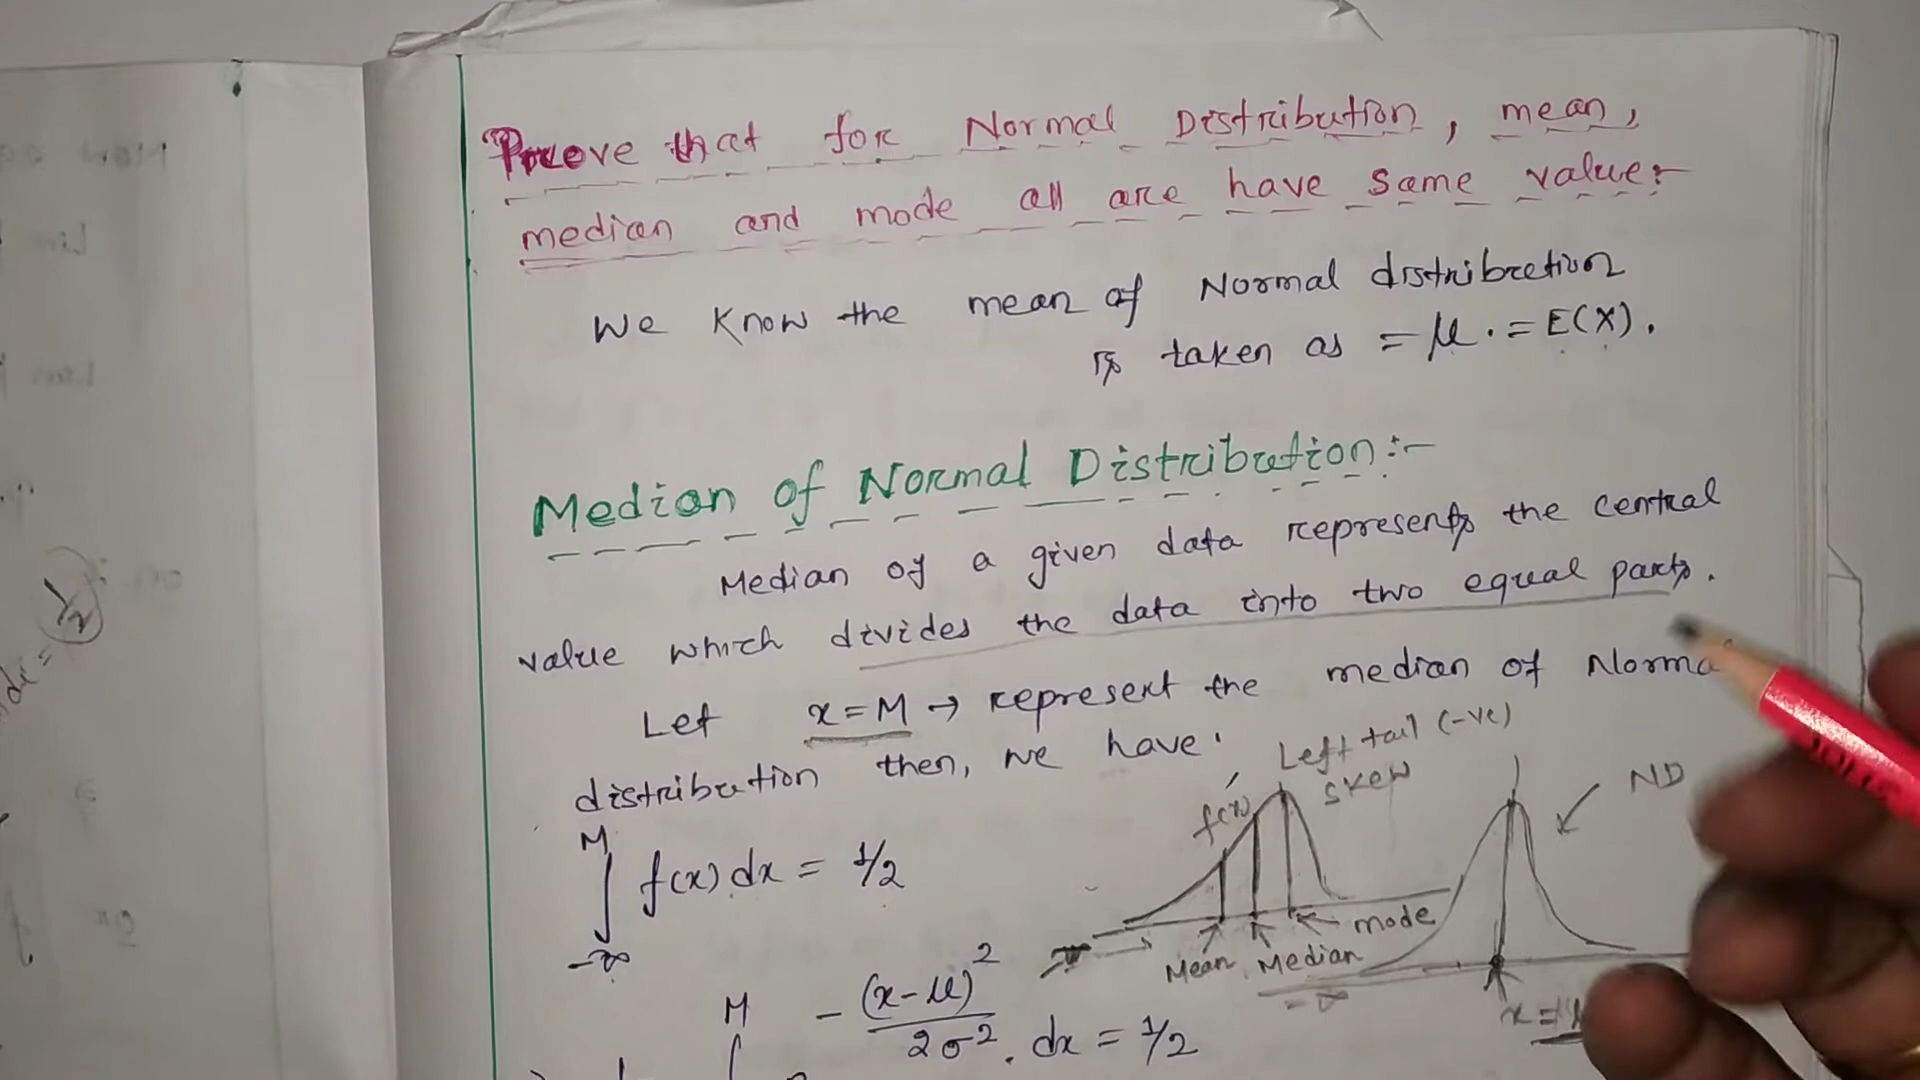 Prove that for Normal Distribution, mean,
median and mode all are have same value:-
We know the mean of Normal distribution
is taken as = μ. = E(X).
Median of Normal Distribution:-
Median of a given data represents the central
value which divides the data into two equal parts.
Let x=M → represent the median of Norma
distribution then, we have.
Left tail (-ve)
skew
f(x)
ND
M
∫ f(x) dx = 1/2
-∞
mode
Mean Median
-∞
x=
M - (x-μ)²
2σ² . dx = 1/2
dx = 1/2